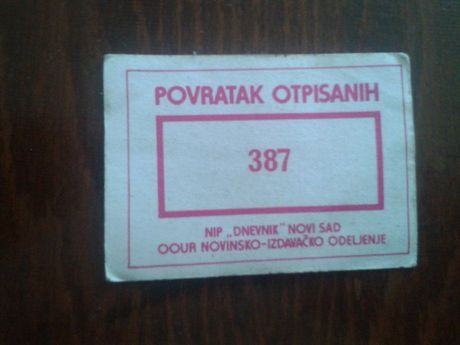 POVRATAK OTPISANIH
387
NIP „DNEVNIK" NOVI SAD
OOUR NOVINSKO-IZDAVAČKO ODELJENJE